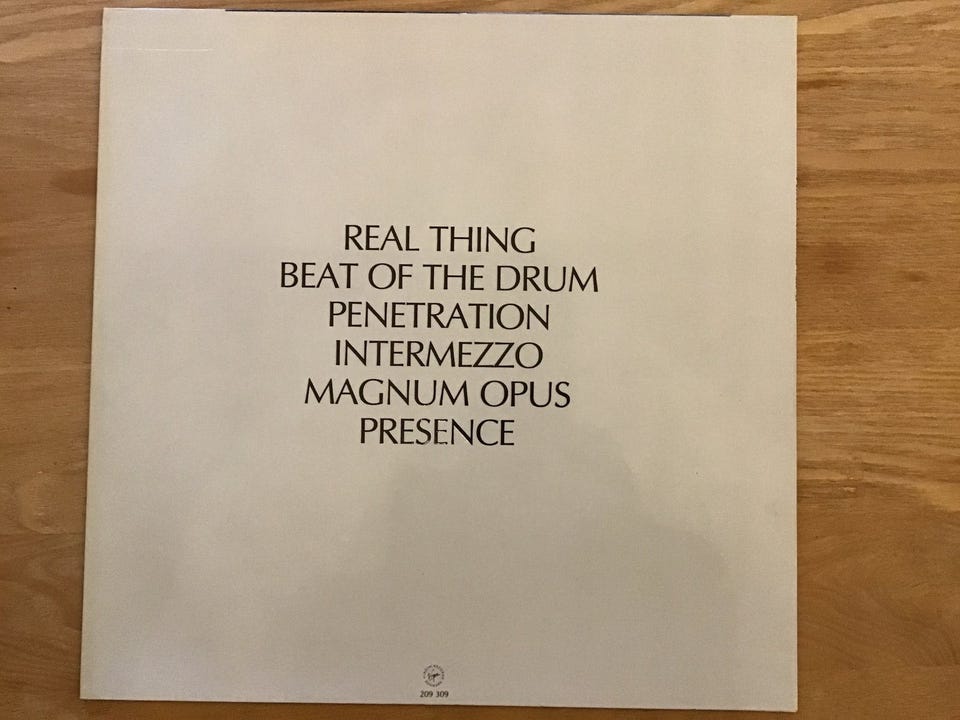 REAL THING
BEAT OF THE DRUM
PENETRATION
INTERMEZZO
MAGNUM OPUS
PRESENCE
209 309